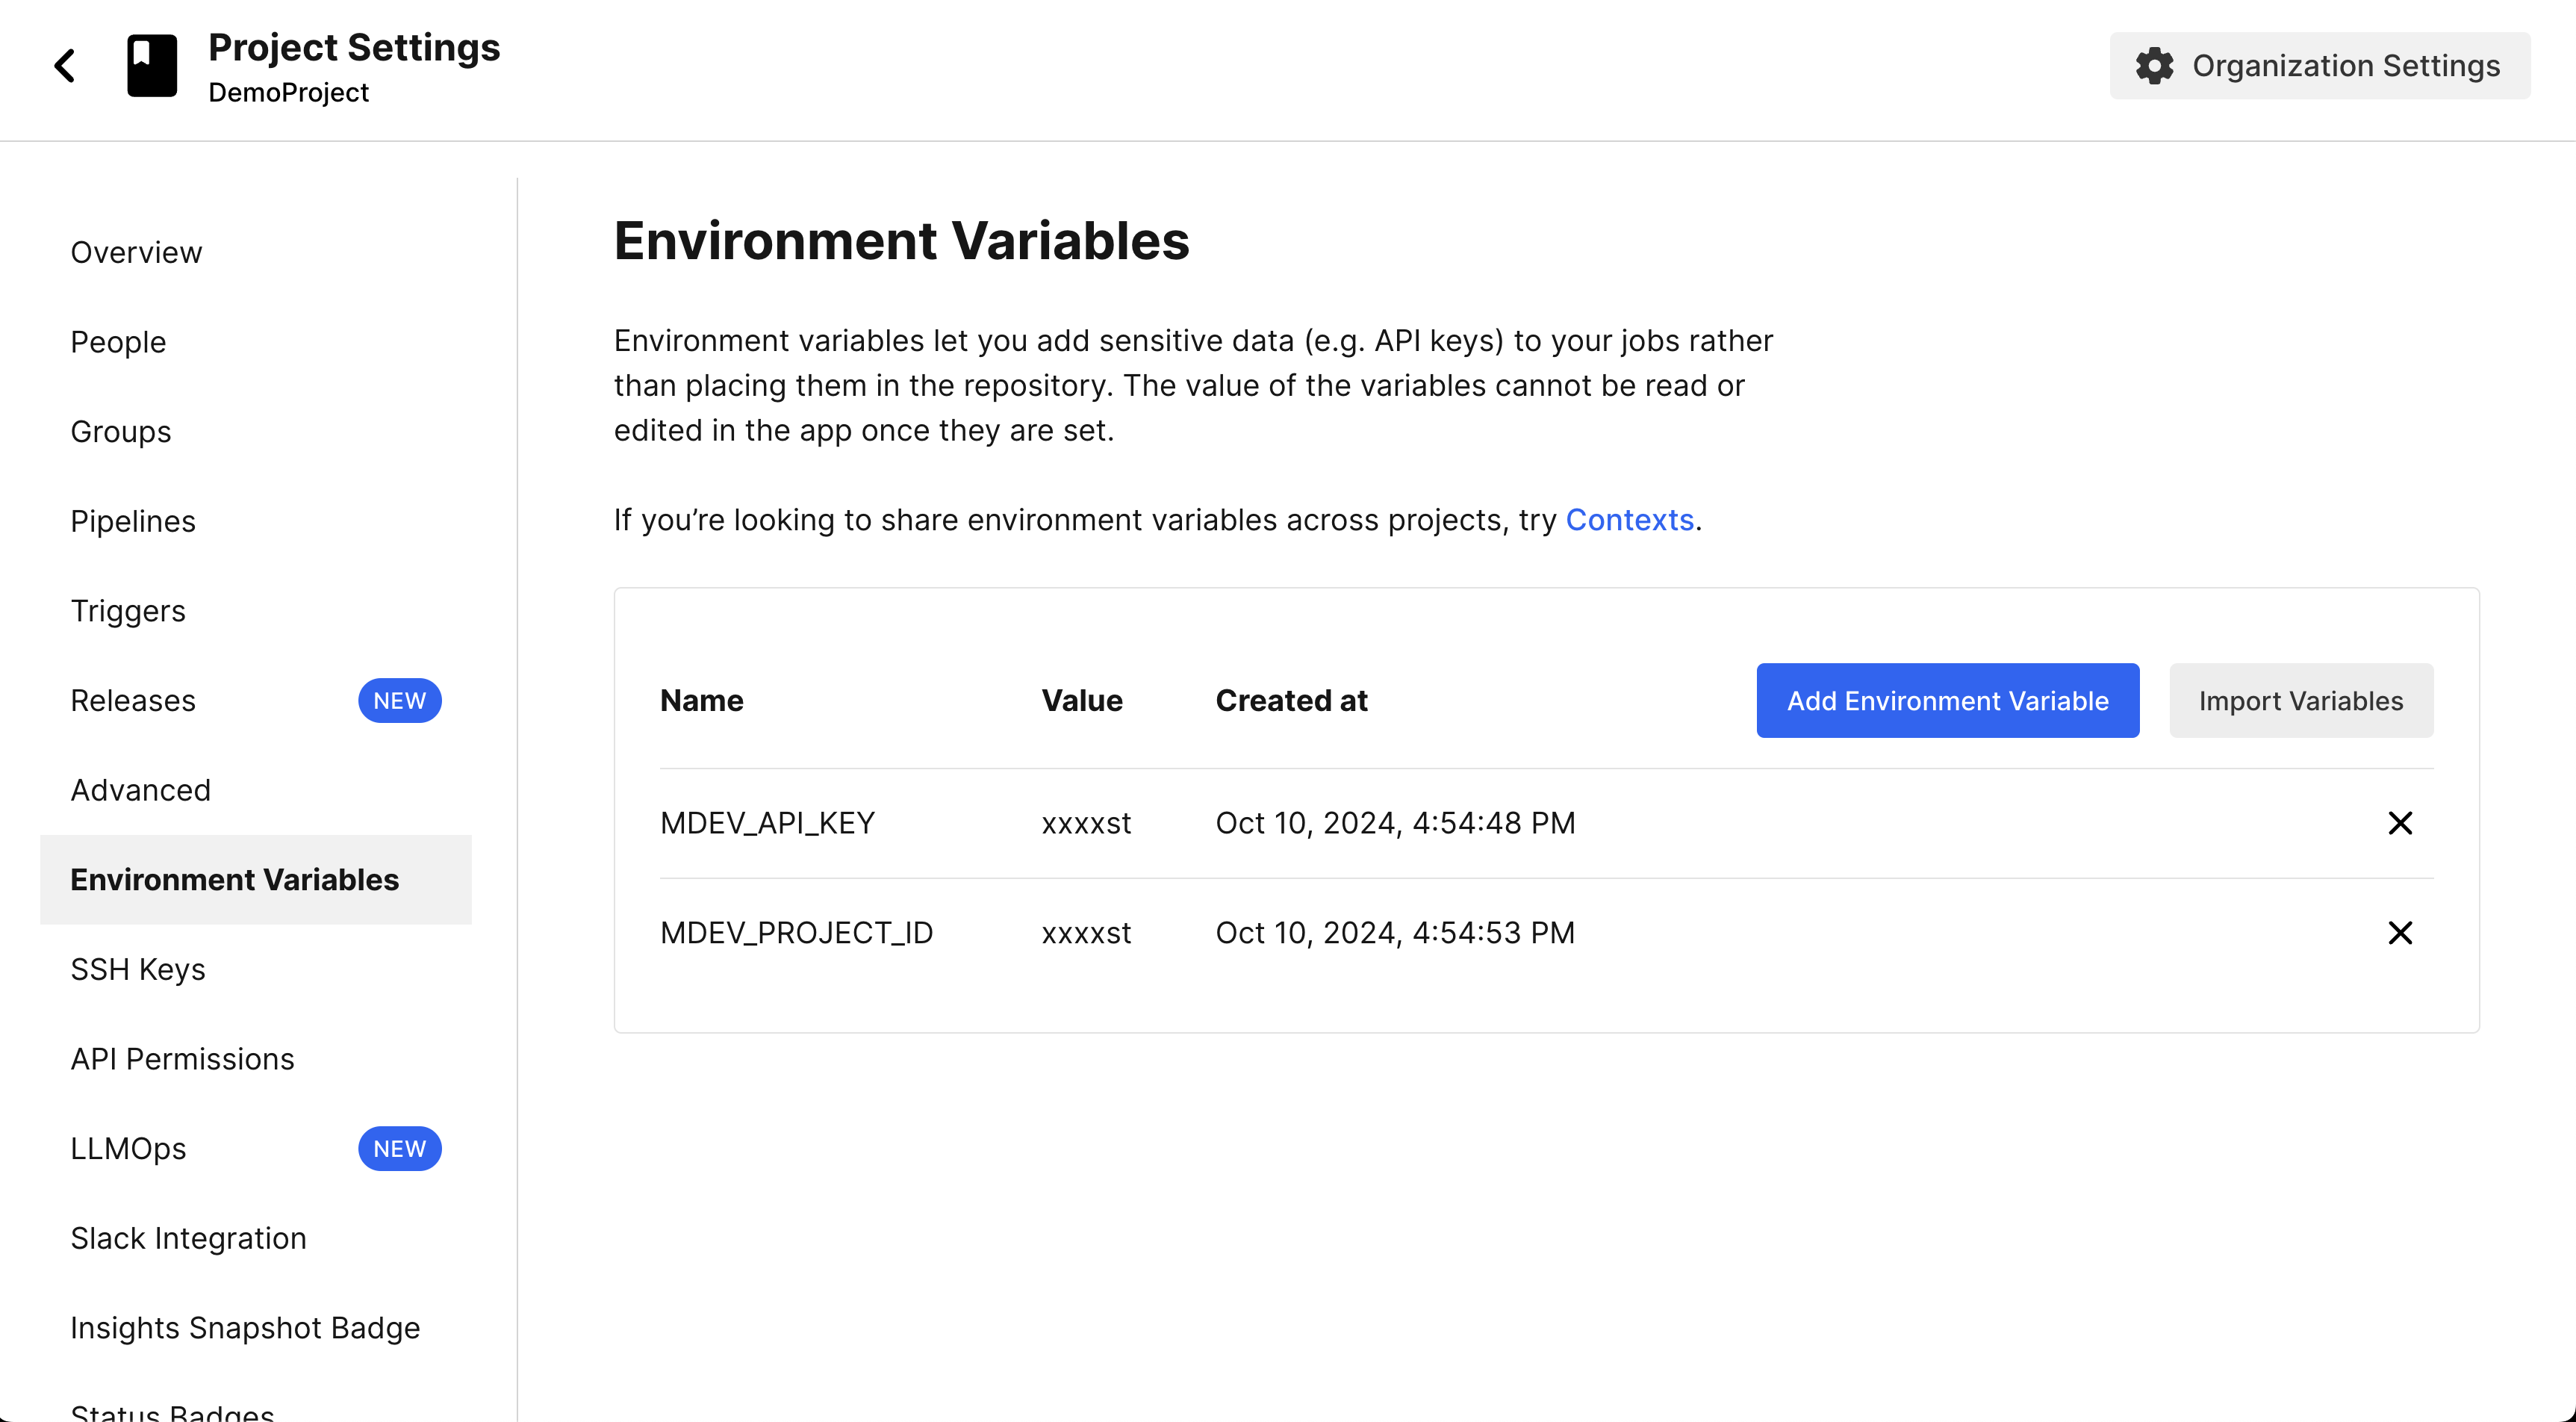 Project Settings
DemoProject
Organization Settings
Overview
People
Groups
Pipelines
Triggers
Releases NEW
Advanced
Environment Variables
SSH Keys
API Permissions
LLMOps NEW
Slack Integration
Insights Snapshot Badge
Status Badges
Environment Variables
Environment variables let you add sensitive data (e.g. API keys) to your jobs rather
than placing them in the repository. The value of the variables cannot be read or
edited in the app once they are set.
If you’re looking to share environment variables across projects, try Contexts.
Name Value Created at Add Environment Variable Import Variables
MDEV_API_KEY xxxxst Oct 10, 2024, 4:54:48 PM
MDEV_PROJECT_ID xxxxst Oct 10, 2024, 4:54:53 PM